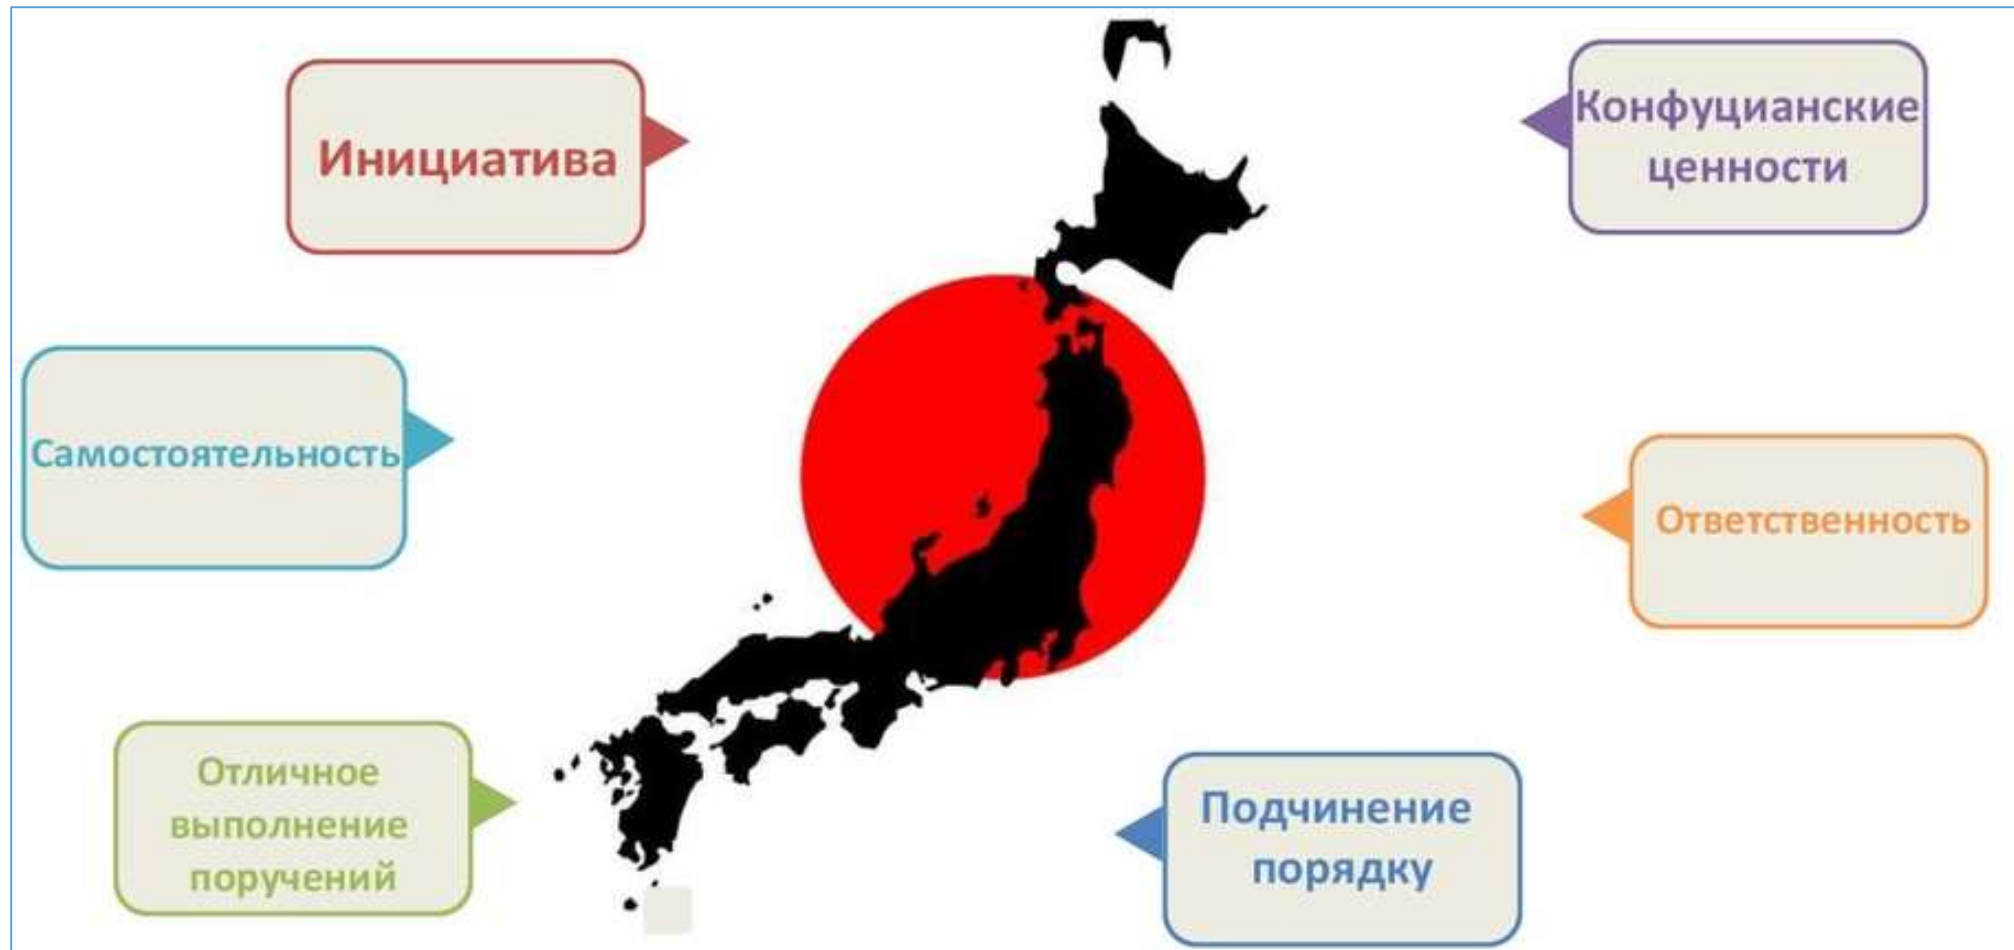 Инициатива
Конфуцианские
ценности
Самостоятельность
Ответственность
Отличное
выполнение
поручений
Подчинение
порядку